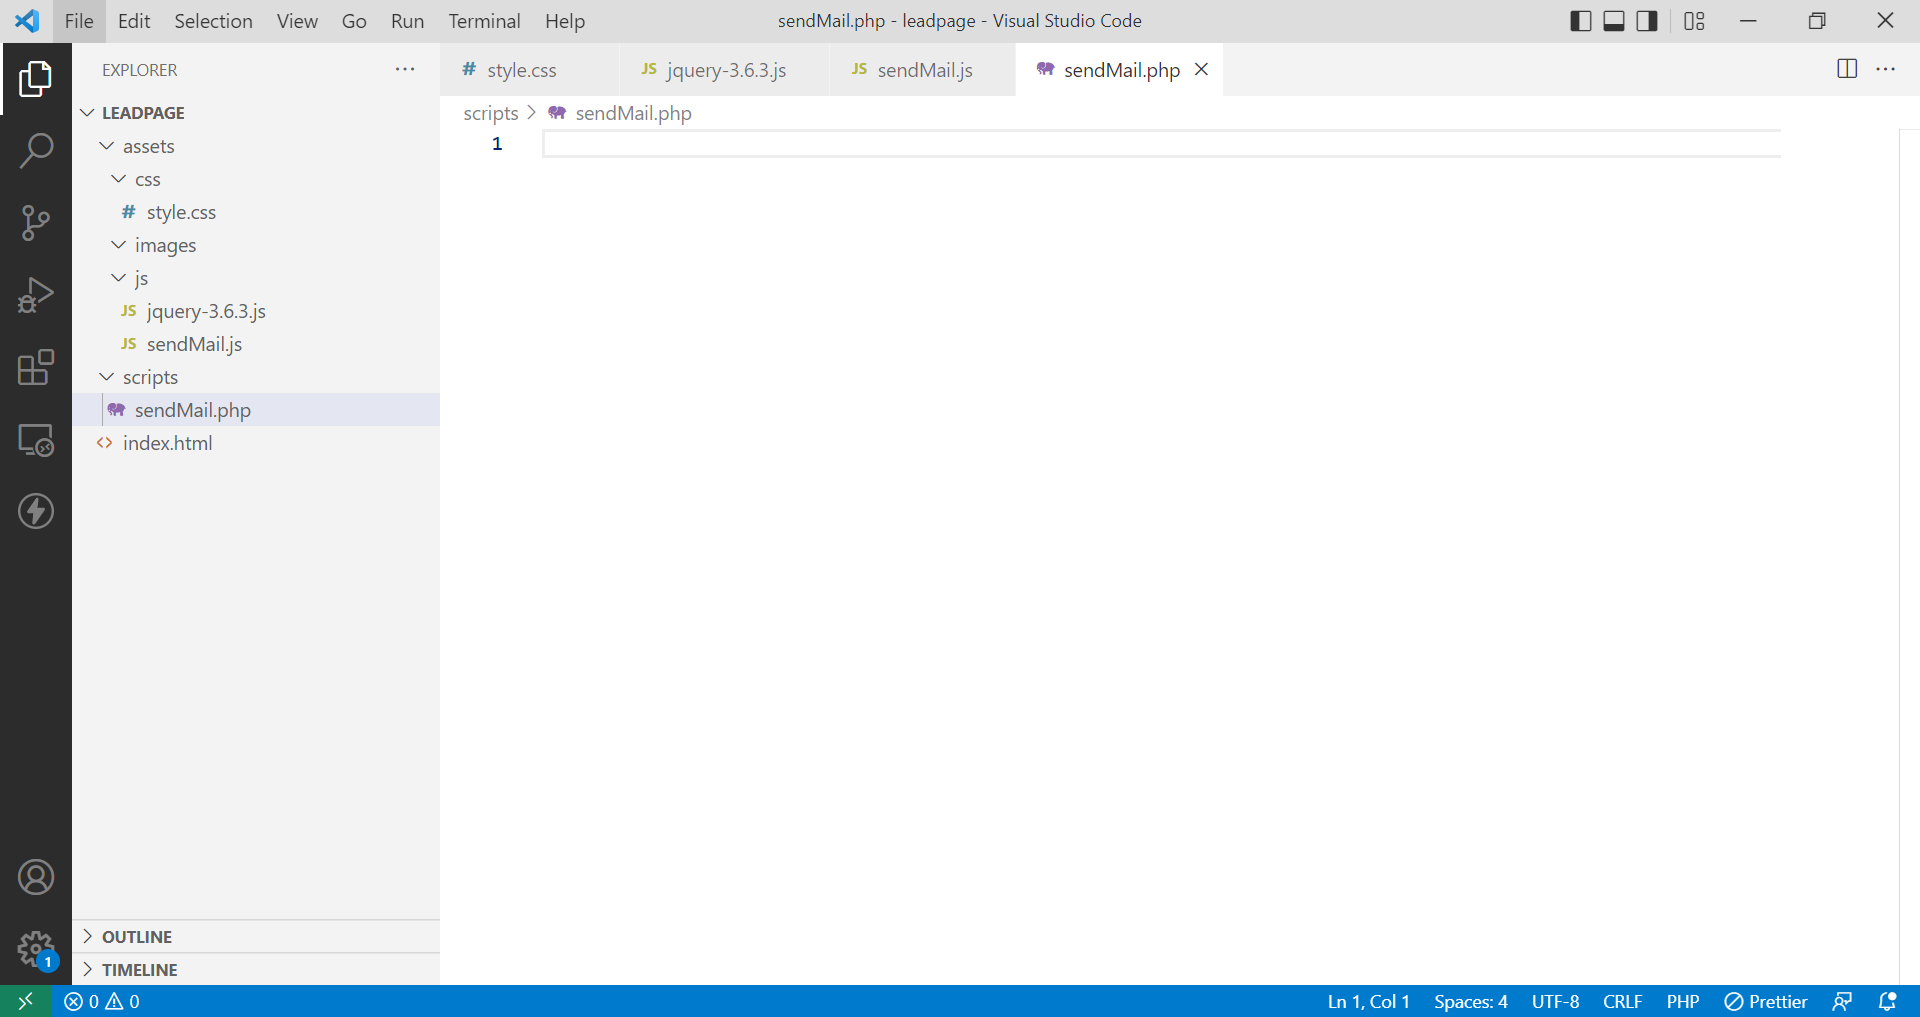 File Edit Selection View Go Run Terminal Help
sendMail.php - leadpage - Visual Studio Code
EXPLORER
LEADPAGE
assets
css
# style.css
images
js
JS jquery-3.6.3.js
JS sendMail.js
scripts
sendMail.php
<> index.html
OUTLINE
TIMELINE
# style.css
JS jquery-3.6.3.js
JS sendMail.js
sendMail.php
scripts > sendMail.php
1
1
0 0
Ln 1, Col 1 Spaces: 4 UTF-8 CRLF PHP Prettier